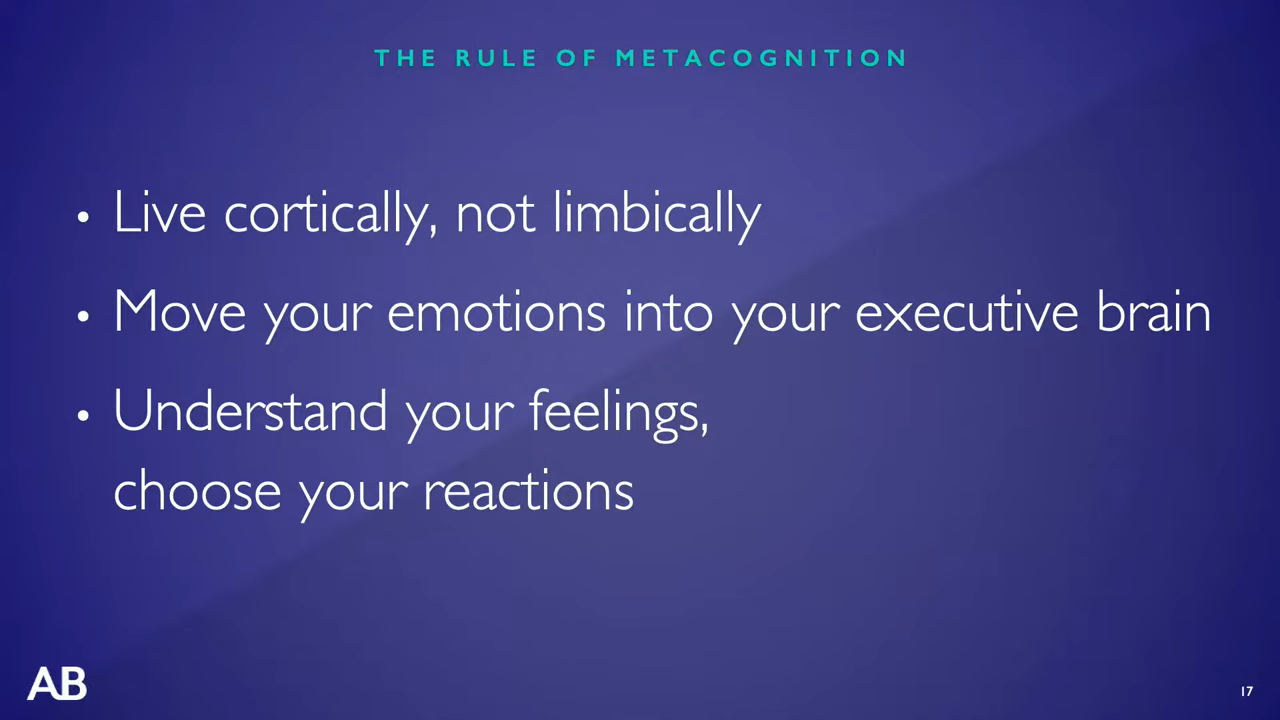 THE RULE OF METACOGNITION
• Live cortically, not limbically
• Move your emotions into your executive brain
• Understand your feelings,
choose your reactions
AB
17